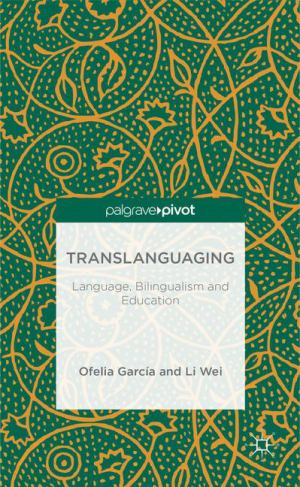 palgrave▸pivot
TRANSLANGUAGING
Language, Bilingualism and
Education
Ofelia García and Li Wei